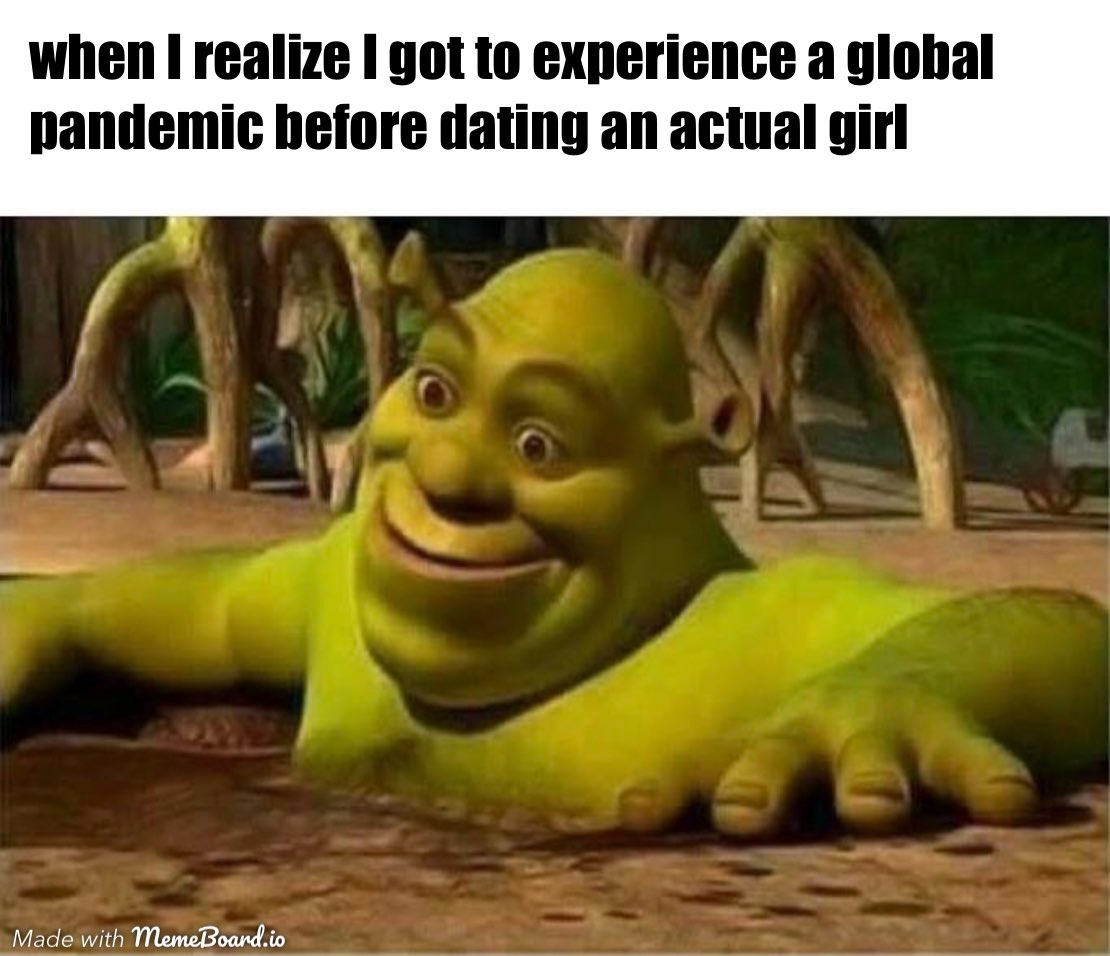 when I realize I got to experience a global
pandemic before dating an actual girl
Made with MemeBoard.io